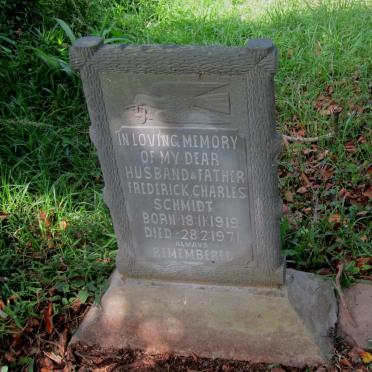 IN LOVING MEMORY
OF MY DEAR
HUSBAND & FATHER
FREDERICK CHARLES
SCHMIDT
BORN 18·11·1919
DIED 28·2·1971
ALWAYS
REMEMBERED